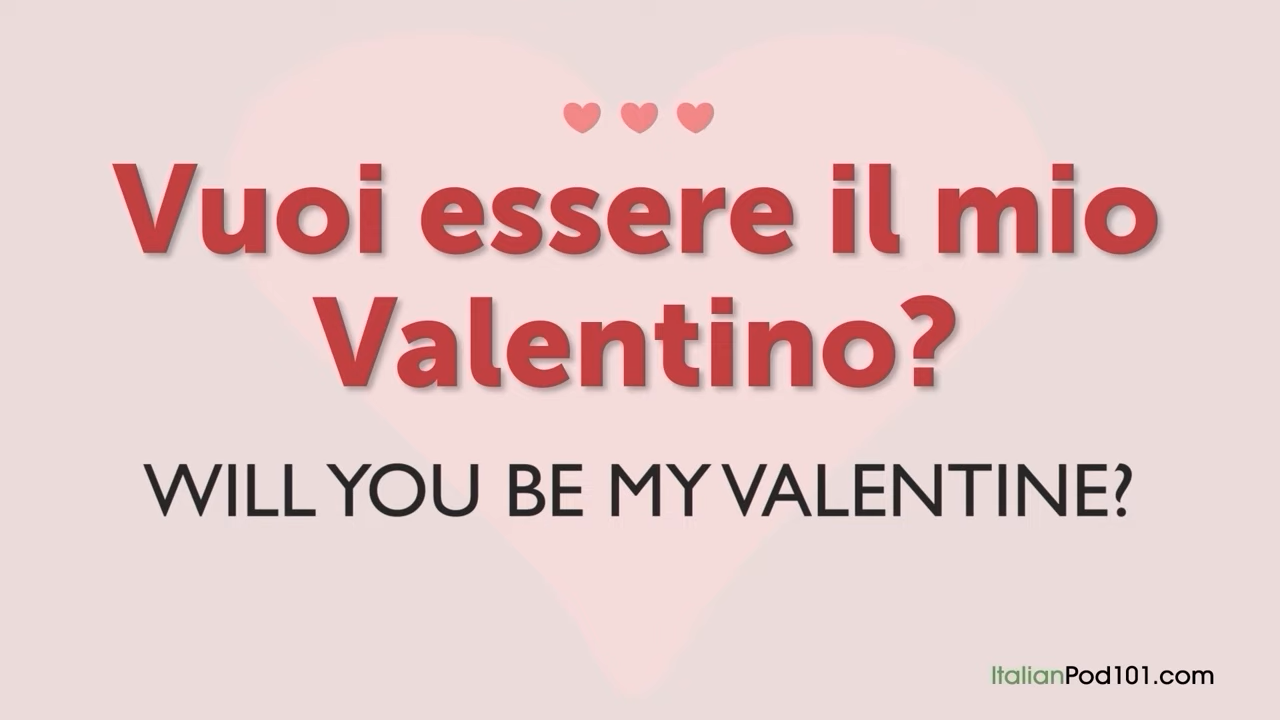 Vuoi essere il mio
Valentino?
WILL YOU BE MY VALENTINE?
ItalianPod101.com